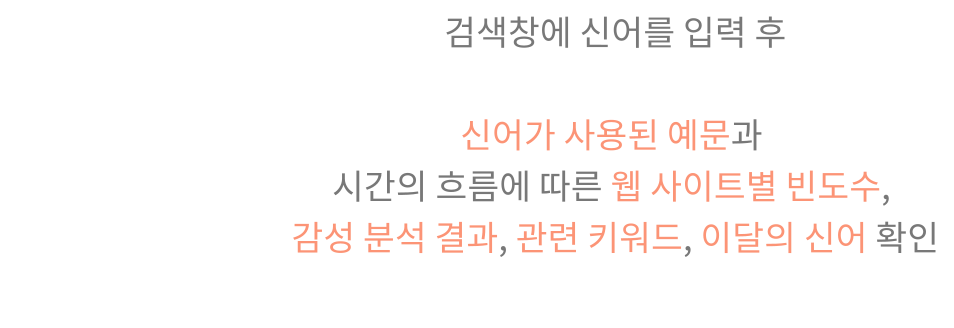 검색창에 신어를 입력 후
신어가 사용된 예문과
시간의 흐름에 따른 웹 사이트별 빈도수,
감성 분석 결과, 관련 키워드, 이달의 신어 확인